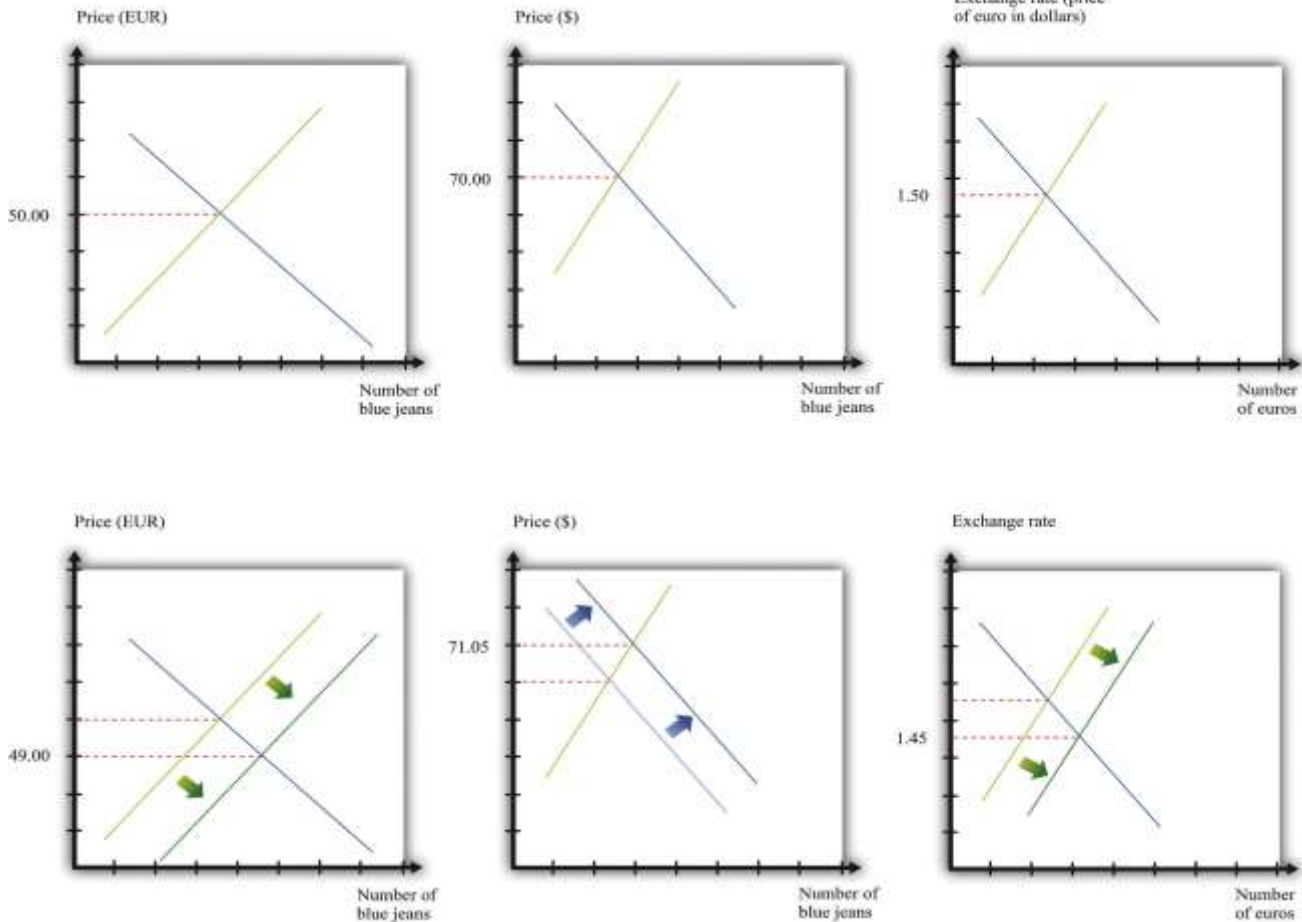 Price (EUR)
50.00
Number of
blue jeans
Price ($)
70.00
Number of
blue jeans
Exchange rate (price
of euro in dollars)
1.50
Number
of euros
Price (EUR)
49.00
Number of
blue jeans
Price ($)
71.05
Number of
blue jeans
Exchange rate
1.45
Number
of euros